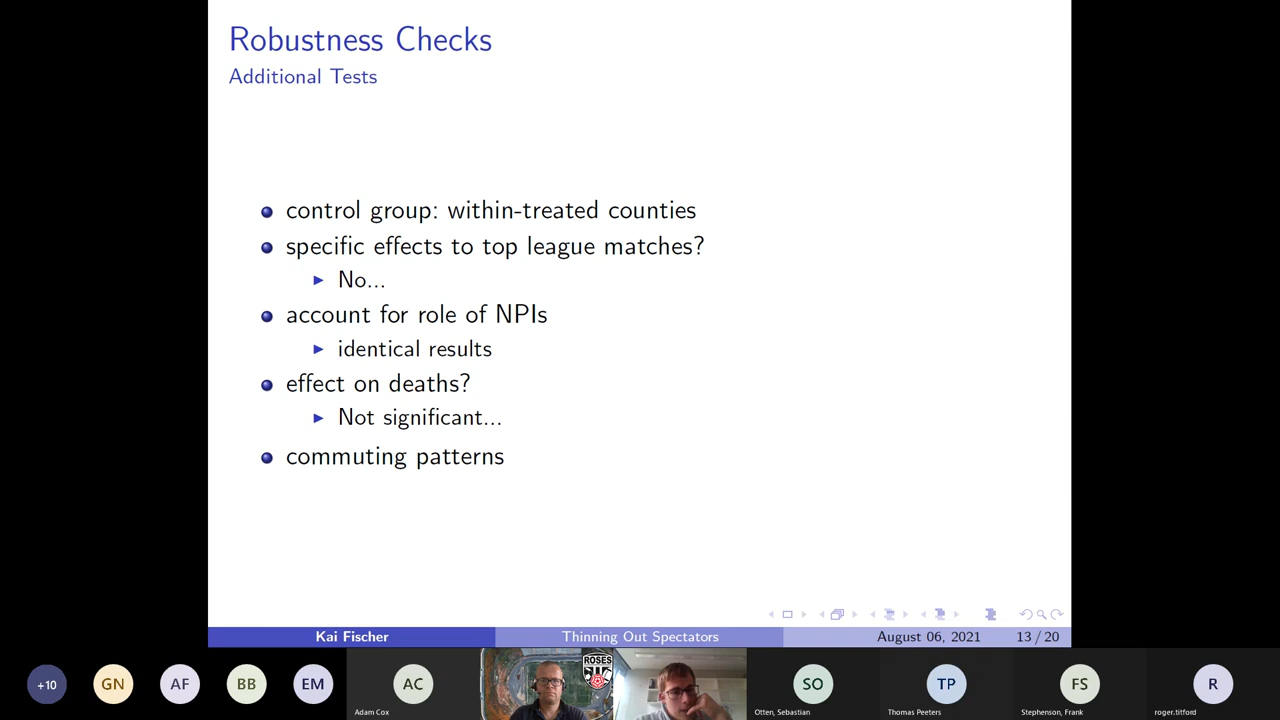 Robustness Checks
Additional Tests
control group: within-treated counties
specific effects to top league matches?
No...
account for role of NPIs
identical results
effect on deaths?
Not significant...
commuting patterns
Kai Fischer
Thinning Out Spectators
August 06, 2021
13 / 20
+10
GN
AF
BB
EM
AC
Adam Cox
ROSES
SO
Otten, Sebastian
TP
Thomas Peeters
FS
Stephenson, Frank
R
roger.titford